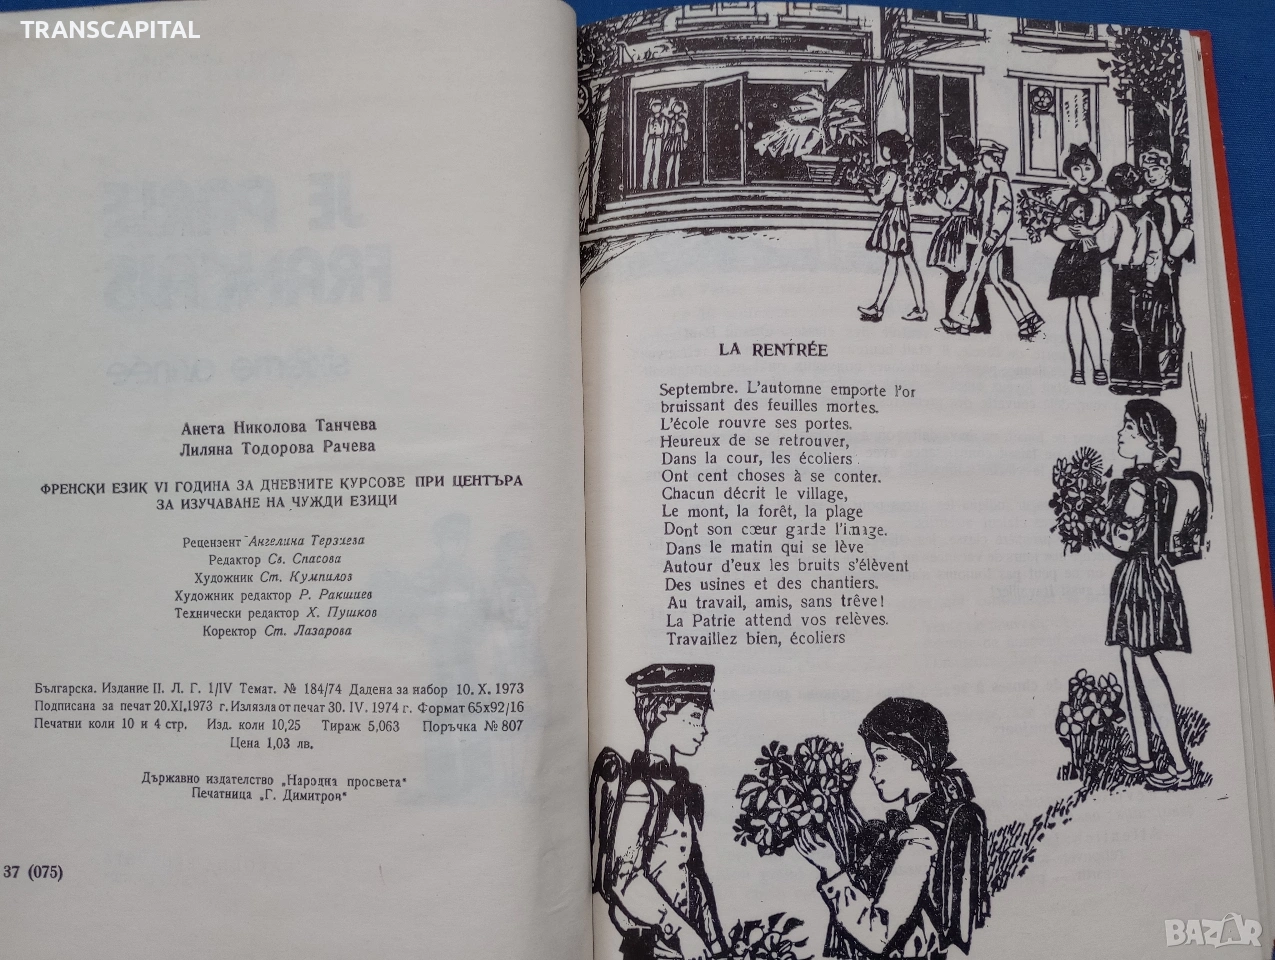 TRANSCAPITAL
Анета Николова Танчева
Лиляна Тодорова Рачева
ФРЕНСКИ ЕЗИК VI ГОДИНА ЗА ДНЕВНИТЕ КУРСОВЕ ПРИ ЦЕНТЪРА
ЗА ИЗУЧАВАНЕ НА ЧУЖДИ ЕЗИЦИ
Рецензент Ангелина Терзиева
Редактор Св. Спасова
Художник Ст. Кумпилов
Художник редактор Р. Ракшиев
Технически редактор Х. Пушков
Коректор Ст. Лазарова
Българска. Издание II. Л. Г. 1/IV Темат. № 184/74 Дадена за набор 10. X. 1973
Подписана за печат 20.XI.1973 г. Излязла от печат 30. IV. 1974 г. Формат 65х92/16
Печатни коли 10 и 4 стр. Изд. коли 10,25 Тираж 5,063 Поръчка № 807
Цена 1,03 лв.
Държавно издателство „Народна просвета“
Печатница „Г. Димитров“
37 (075)
LA RENTRÉE
Septembre. L'automne emporte l'or
bruissant des feuilles mortes.
L'école rouvre ses portes.
Heureux de se retrouver,
Dans la cour, les écoliers
Ont cent choses à se conter.
Chacun décrit le village,
Le mont, la forêt, la plage
Dont son cœur garde l'image.
Dans le matin qui se lève
Autour d'eux les bruits s'élèvent
Des usines et des chantiers.
Au travail, amis, sans trêve!
La Patrie attend vos relèves.
Travaillez bien, écoliers
BAZAR